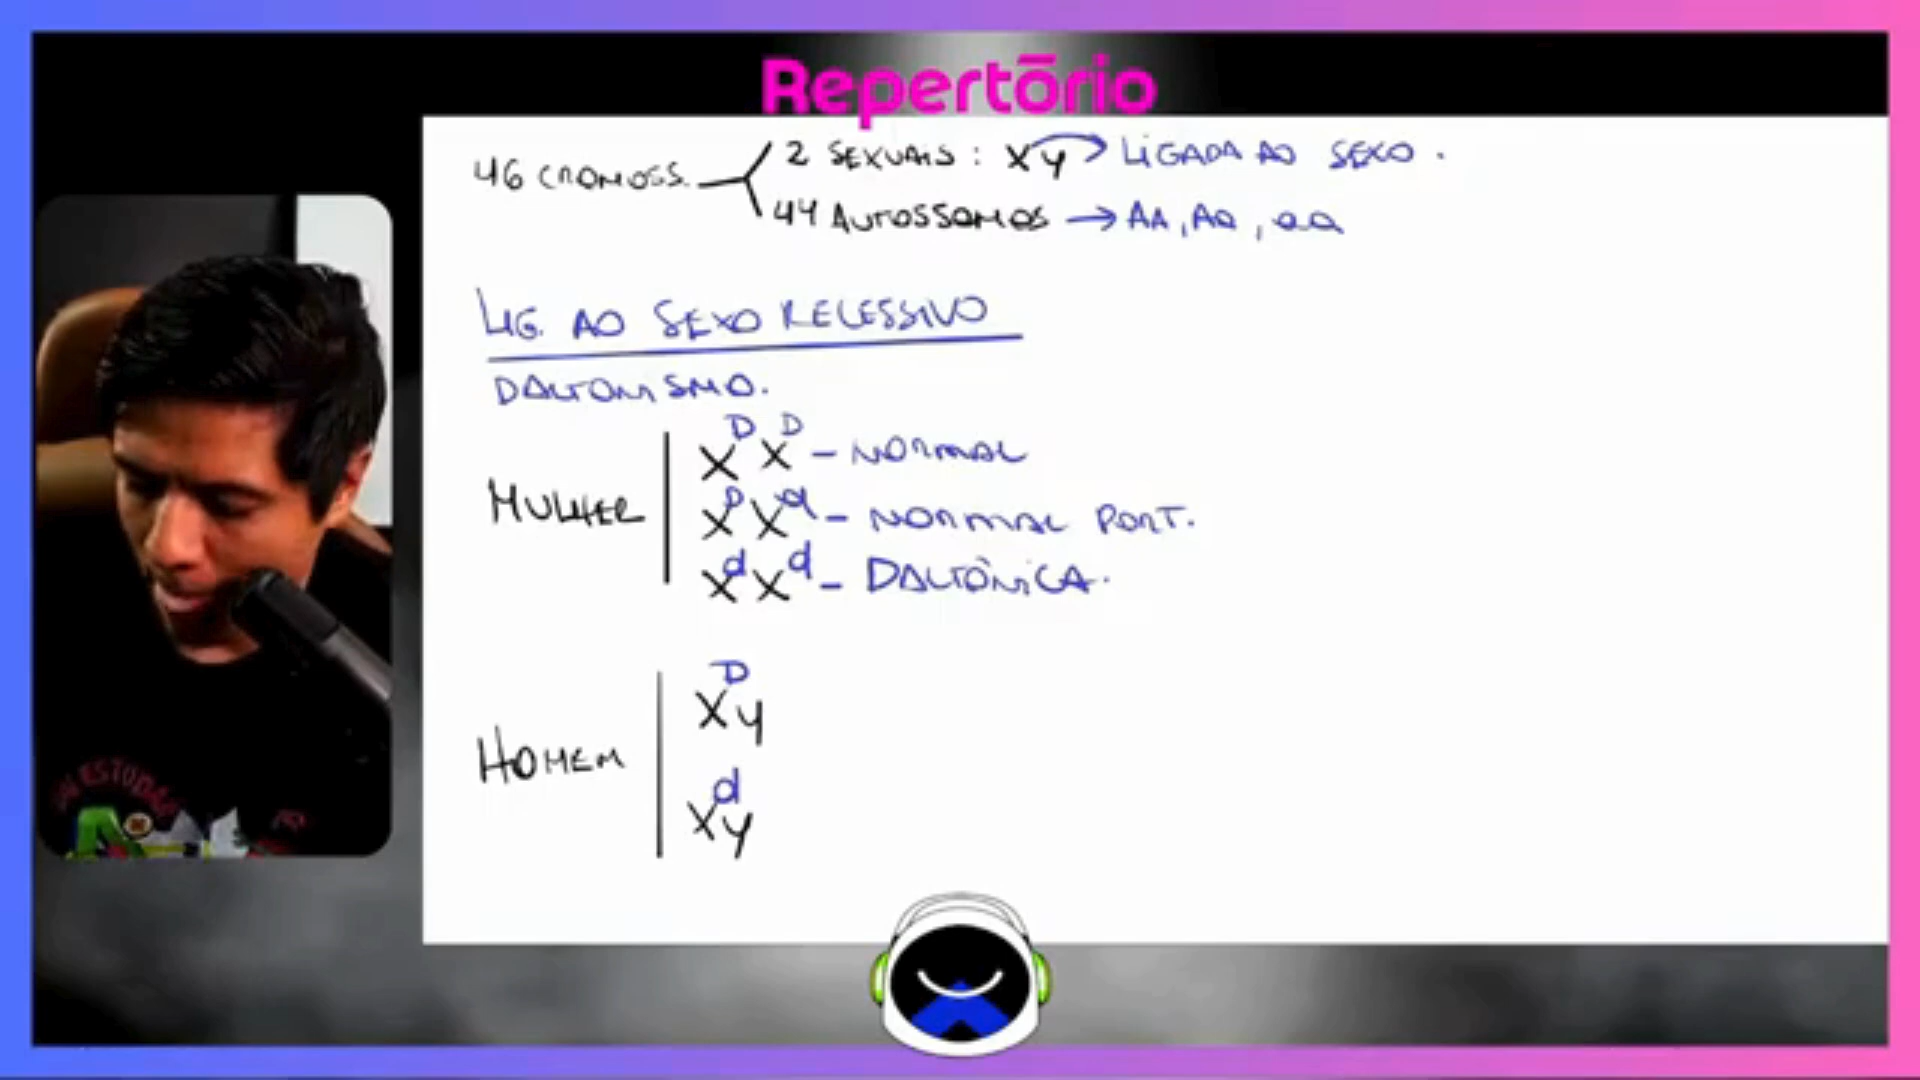 Repertōrio
46 CROMOSS.
2 SEXUAIS : XY → LIGADA AO SEXO.
44 AUTOSSOMOS → AA, Aa, aa
LIG. AO SEXO RECESSIVO
DALTONISMO.
MULHER
X^D X^D - NORMAL
X^D X^d - NORMAL PORT.
X^d X^d - DALTÔNICA.
HOMEM
X^D Y
X^d Y
ESTUDAR